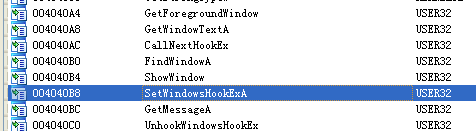 004040A4 GetForegroundWindow USER32
004040A8 GetWindowTextA USER32
004040AC CallNextHookEx USER32
004040B0 FindWindowA USER32
004040B4 ShowWindow USER32
004040B8 SetWindowsHookExA USER32
004040BC GetMessageA USER32
004040C0 UnhookWindowsHookEx USER32